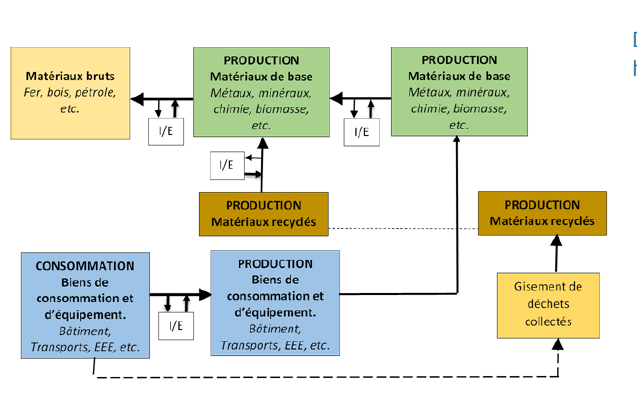 PRODUCTION
Matériaux de base
Métaux, minéraux,
chimie, biomasse,
etc.
PRODUCTION
Matériaux de base
Métaux, minéraux,
chimie, biomasse,
etc.
Matériaux bruts
Fer, bois, pétrole,
etc.
I/E
I/E
I/E
PRODUCTION
Matériaux recyclés
PRODUCTION
Matériaux recyclés
CONSOMMATION
Biens de
consommation et
d'équipement.
Bâtiment,
Transports, EEE, etc.
PRODUCTION
Biens de
consommation et
d'équipement.
Bâtiment,
Transports, EEE, etc.
I/E
Gisement de
déchets
collectés